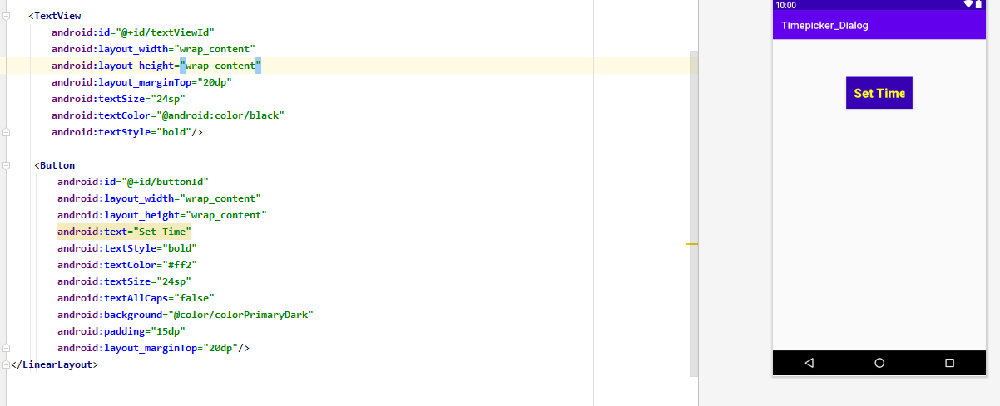 <TextView
android:id="@+id/textViewId"
android:layout_width="wrap_content"
android:layout_height="wrap_content"
android:layout_marginTop="20dp"
android:textSize="24sp"
android:textColor="@android:color/black"
android:textStyle="bold"/>
<Button
android:id="@+id/buttonId"
android:layout_width="wrap_content"
android:layout_height="wrap_content"
android:text="Set Time"
android:textStyle="bold"
android:textColor="#ff2"
android:textSize="24sp"
android:textAllCaps="false"
android:background="@color/colorPrimaryDark"
android:padding="15dp"
android:layout_marginTop="20dp"/>
</LinearLayout>
10:00
Timepicker_Dialog
Set Time